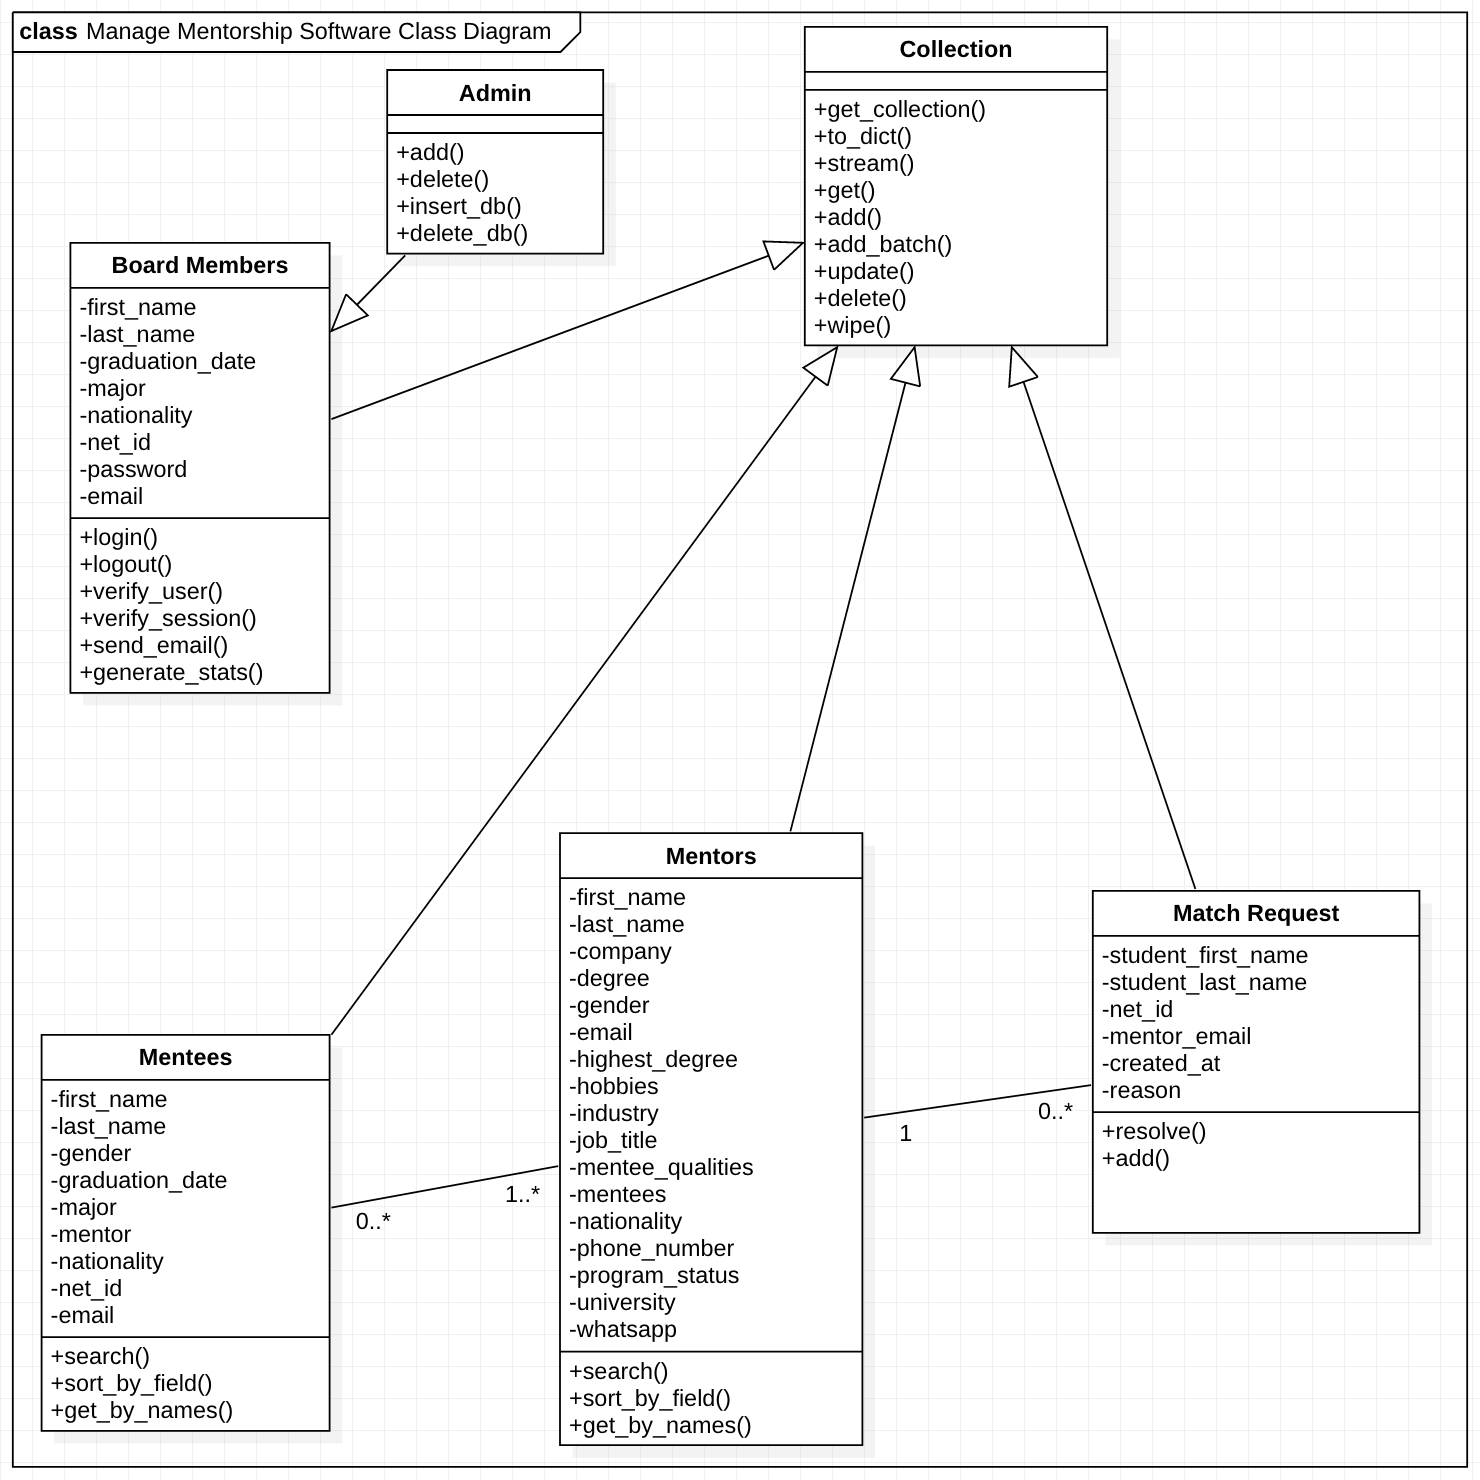 class Manage Mentorship Software Class Diagram
Admin
+add()
+delete()
+insert_db()
+delete_db()
Collection
+get_collection()
+to_dict()
+stream()
+get()
+add()
+add_batch()
+update()
+delete()
+wipe()
Board Members
-first_name
-last_name
-graduation_date
-major
-nationality
-net_id
-password
-email
+login()
+logout()
+verify_user()
+verify_session()
+send_email()
+generate_stats()
Mentees
-first_name
-last_name
-gender
-graduation_date
-major
-mentor
-nationality
-net_id
-email
+search()
+sort_by_field()
+get_by_names()
0..*
1..*
Mentors
-first_name
-last_name
-company
-degree
-gender
-email
-highest_degree
-hobbies
-industry
-job_title
-mentee_qualities
-mentees
-nationality
-phone_number
-program_status
-university
-whatsapp
+search()
+sort_by_field()
+get_by_names()
1
0..*
Match Request
-student_first_name
-student_last_name
-net_id
-mentor_email
-created_at
-reason
+resolve()
+add()